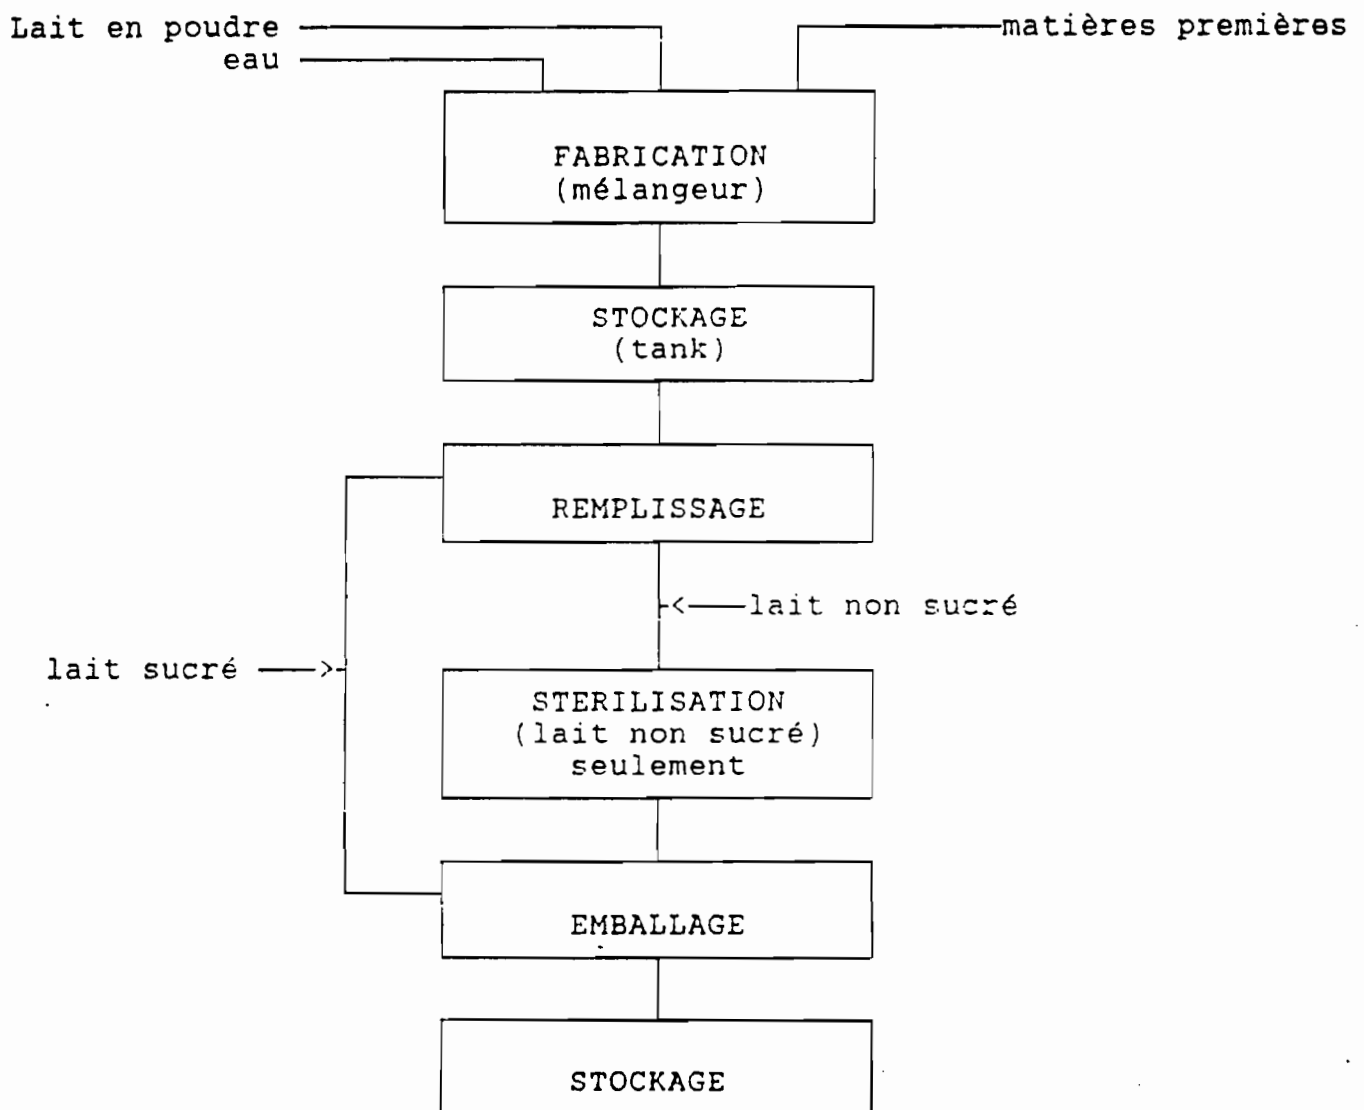 Lait en poudre
matières premières
eau
FABRICATION
(mélangeur)
STOCKAGE
(tank)
REMPLISSAGE
lait non sucré
lait sucré
STERILISATION
(lait non sucré)
seulement
EMBALLAGE
STOCKAGE